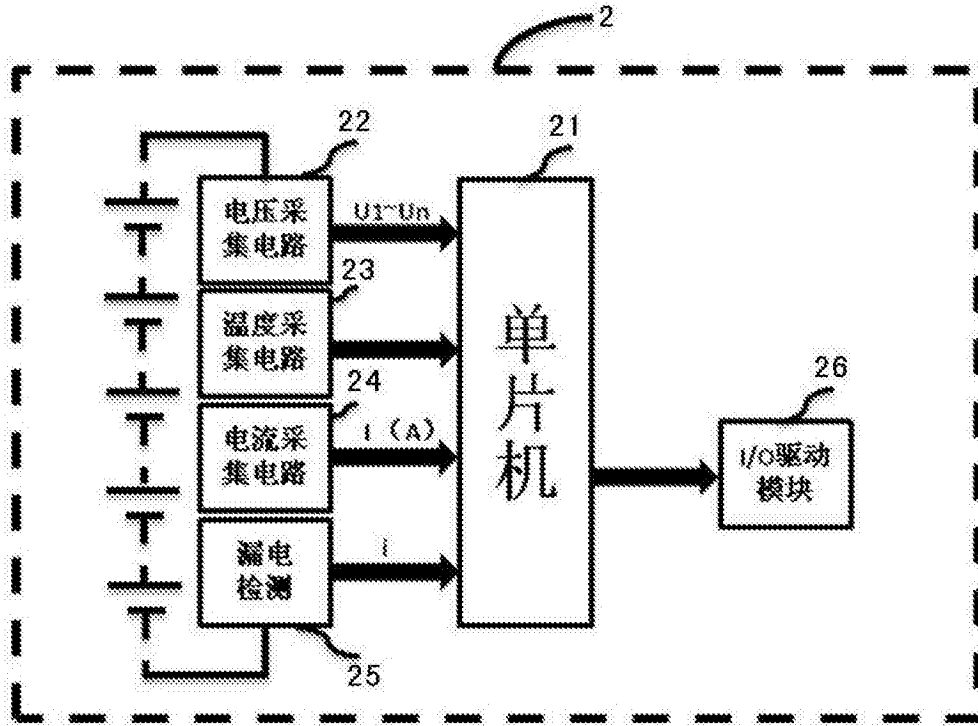 2
22
电压采
集电路
U1~Un
21
23
温度采
集电路
24
电流采
集电路
I（A）
单
片
机
26
I/O驱动
模块
漏电
检测
i
25